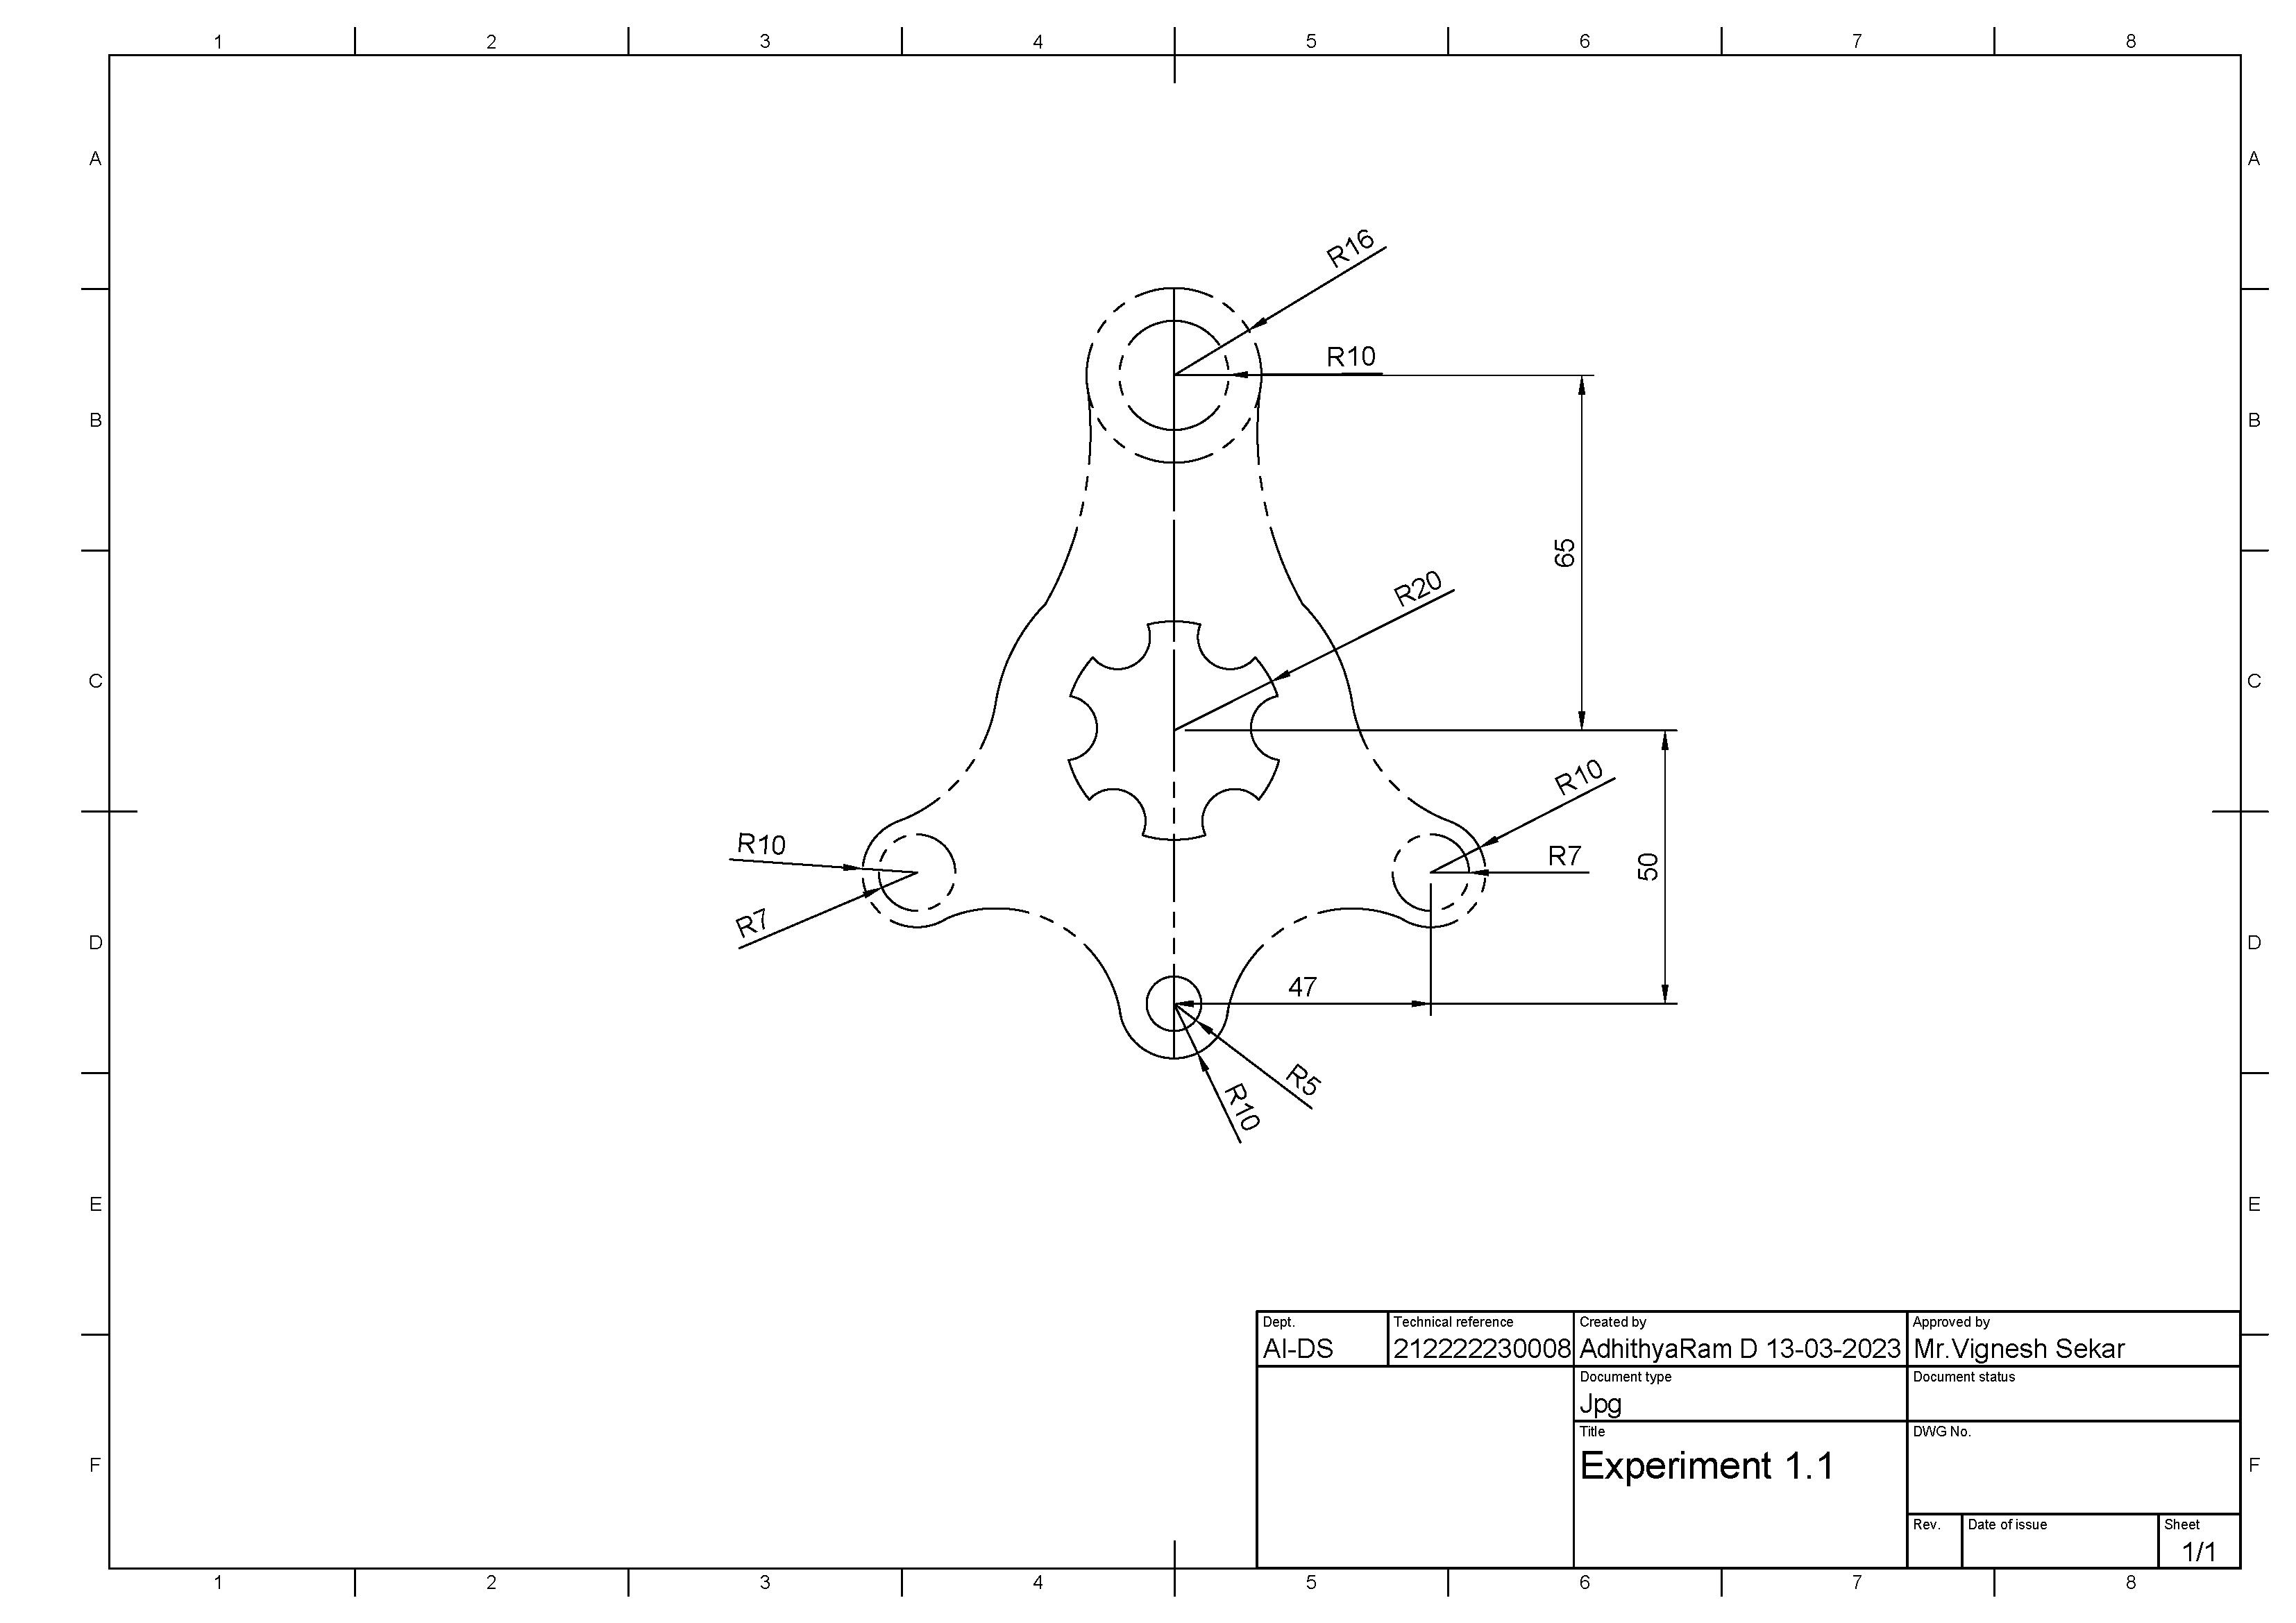 1 2 3 4 5 6 7 8
A A
R16
R10
B B
65
R20
C C
R10
R10 R7
50
R7
D D
47
R5
R10
E E
Dept. Technical reference Created by Approved by
AI-DS 212222230008 AdhithyaRam D 13-03-2023 Mr.Vignesh Sekar
Document type Document status
Jpg
Title DWG No.
Experiment 1.1
F F
Rev. Date of issue Sheet
1/1
1 2 3 4 5 6 7 8